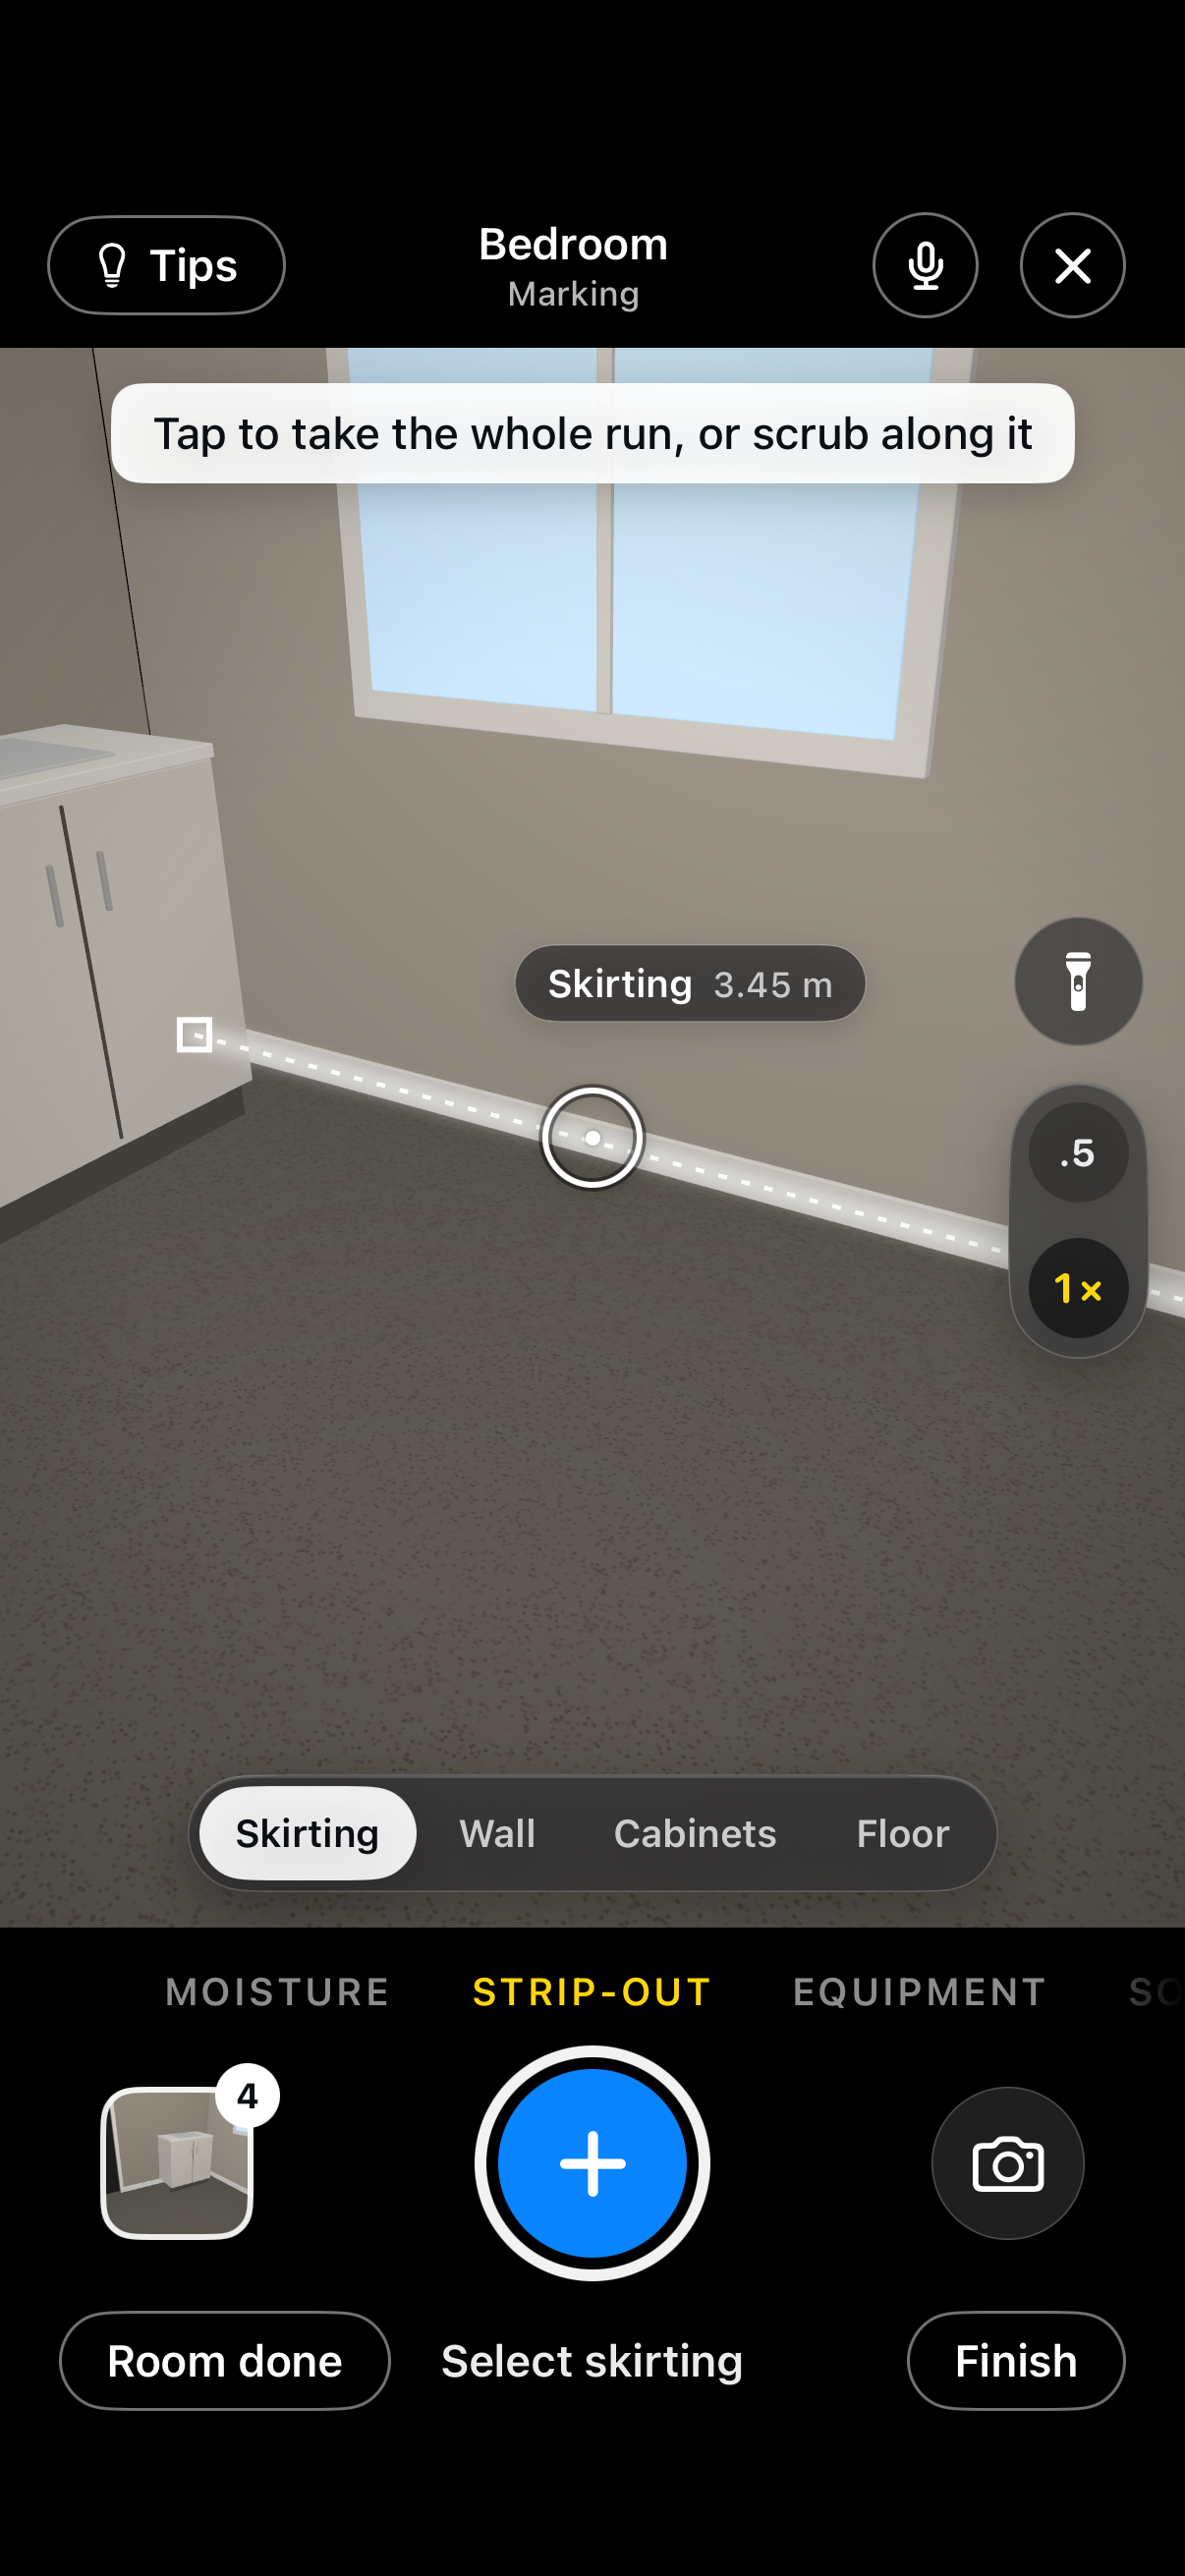 Tips
Bedroom
Marking
Tap to take the whole run, or scrub along it
Skirting 3.45 m
.5
1×
Skirting Wall Cabinets Floor
MOISTURE STRIP-OUT EQUIPMENT
4
Room done Select skirting Finish